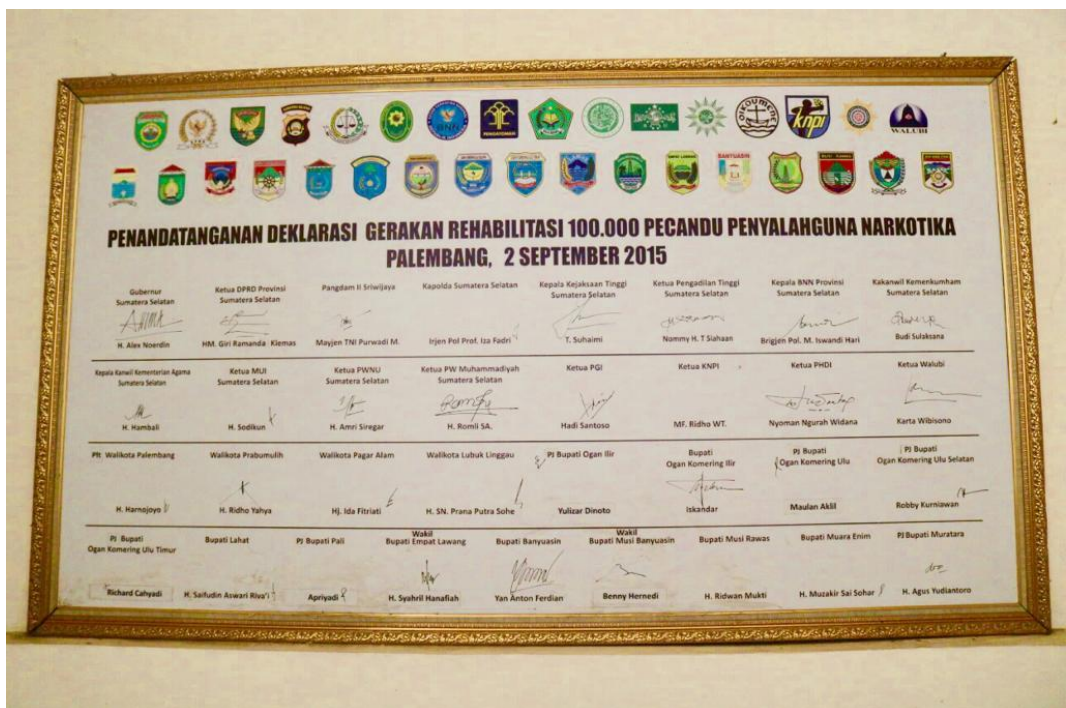 BNN
PENGAYOMAN
OIKOUMENE
knpi
WALUBI
BANYUASIN
PENANDATANGANAN DEKLARASI GERAKAN REHABILITASI 100.000 PECANDU PENYALAHGUNA NARKOTIKA
PALEMBANG, 2 SEPTEMBER 2015
Gubernur Sumatera Selatan
Ketua DPRD Provinsi Sumatera Selatan
Pangdam II Sriwijaya
Kapolda Sumatera Selatan
Kepala Kejaksaan Tinggi Sumatera Selatan
Ketua Pengadilan Tinggi Sumatera Selatan
Kepala BNN Provinsi Sumatera Selatan
Kakanwil Kemenkumham Sumatera Selatan
H. Alex Noerdin
HM. Giri Ramanda Kiemas
Mayjen TNI Purwadi M.
Irjen Pol Prof. Iza Fadri
T. Suhaimi
Nommy H. T Siahaan
Brigjen Pol. M. Iswandi Hari
Budi Sulaksana
Kepala Kanwil Kementerian Agama Sumatera Selatan
Ketua MUI Sumatera Selatan
Ketua PWNU Sumatera Selatan
Ketua PW Muhammadiyah Sumatera Selatan
Ketua PGI
Ketua KNPI
Ketua PHDI
Ketua Walubi
H. Hambali
H. Sodikun
H. Amri Siregar
H. Romli SA.
Hadi Santoso
MF. Ridho WT.
Nyoman Ngurah Widana
Karta Wibisono
Plt Walikota Palembang
Walikota Prabumulih
Walikota Pagar Alam
Walikota Lubuk Linggau
PJ Bupati Ogan Ilir
Bupati Ogan Komering Ilir
PJ Bupati Ogan Komering Ulu
PJ Bupati Ogan Komering Ulu Selatan
H. Harnojoyo
H. Ridho Yahya
Hj. Ida Fitriati
H. SN. Prana Putra Sohe
Yulizar Dinoto
Iskandar
Maulan Aklil
Robby Kurniawan
PJ Bupati Ogan Komering Ulu Timur
Bupati Lahat
PJ Bupati Pali
Wakil Bupati Empat Lawang
Bupati Banyuasin
Wakil Bupati Musi Banyuasin
Bupati Musi Rawas
Bupati Muara Enim
PJ Bupati Muratara
Richard Cahyadi
H. Saifudin Aswari Riva'i
Apriyadi
H. Syahril Hanafiah
Yan Anton Ferdian
Benny Hernedi
H. Ridwan Mukti
H. Muzakir Sai Sohar
H. Agus Yudiantoro